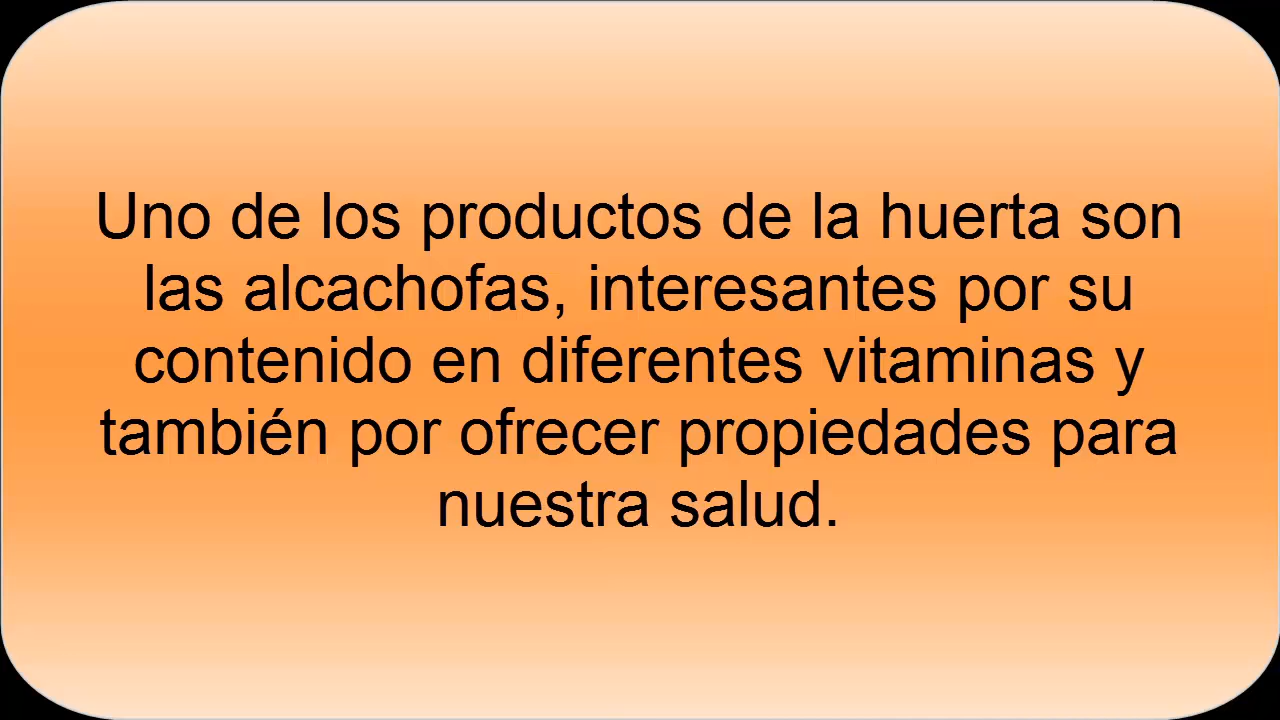 Uno de los productos de la huerta son
las alcachofas, interesantes por su
contenido en diferentes vitaminas y
también por ofrecer propiedades para
nuestra salud.